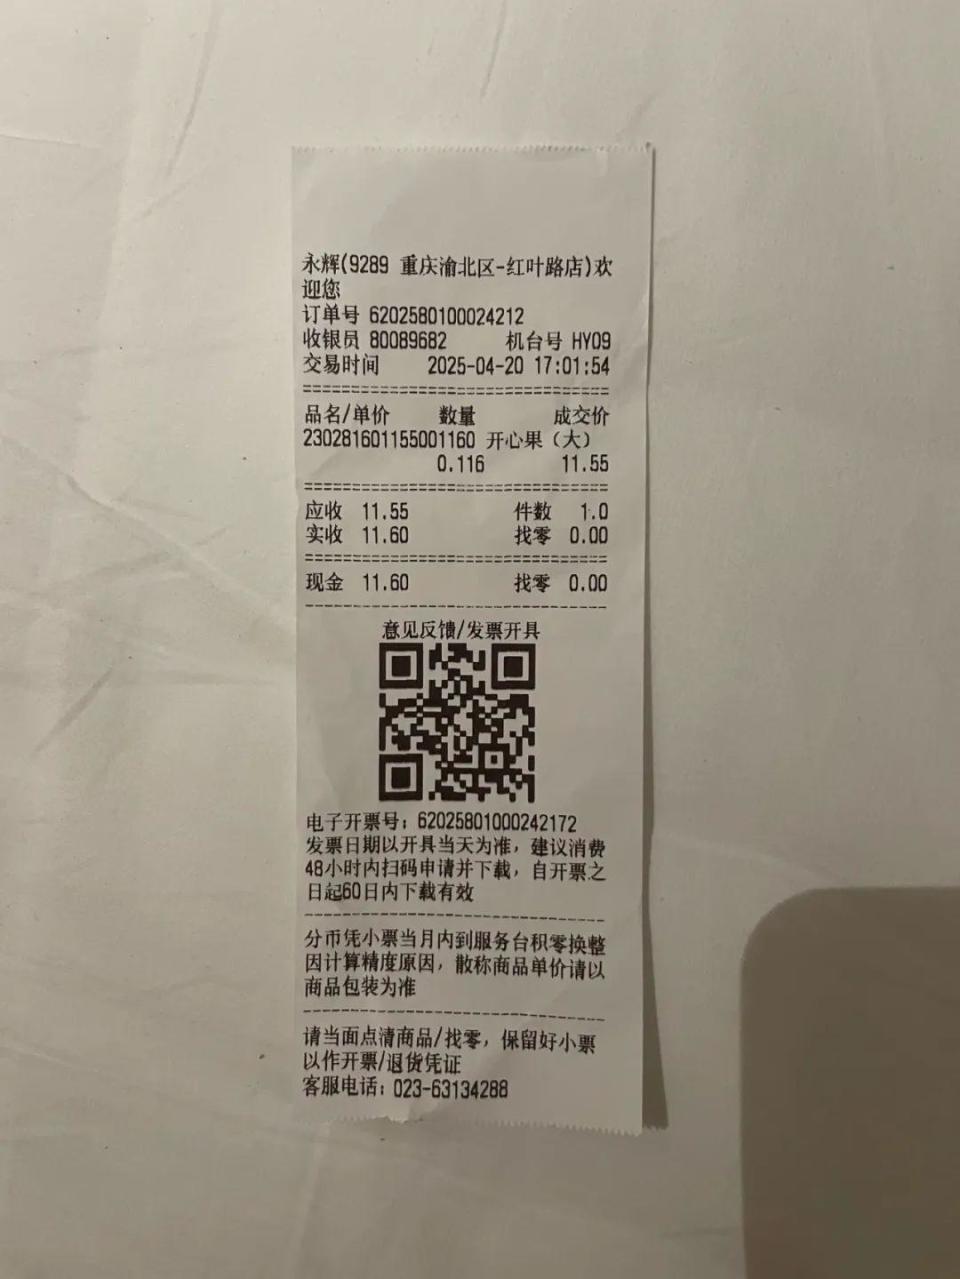 永辉(9289 重庆渝北区-红叶路店)欢
迎您
订单号 6202580100024212
收银员 80089682 机台号 HY09
交易时间 2025-04-20 17:01:54
================================
品名/单价 数量 成交价
230281601155001160 开心果（大）
0.116 11.55
================================
应收 11.55 件数 1.0
实收 11.60 找零 0.00
================================
现金 11.60 找零 0.00
--------------------------------
意见反馈/发票开具
电子开票号：62025801000242172
发票日期以开具当天为准，建议消费
48小时内扫码申请并下载，自开票之
日起60日内下载有效
--------------------------------
分币凭小票当月内到服务台积零换整
因计算精度原因，散称商品单价请以
商品包装为准
--------------------------------
请当面点清商品/找零，保留好小票
以作开票/退货凭证
客服电话：023-63134288